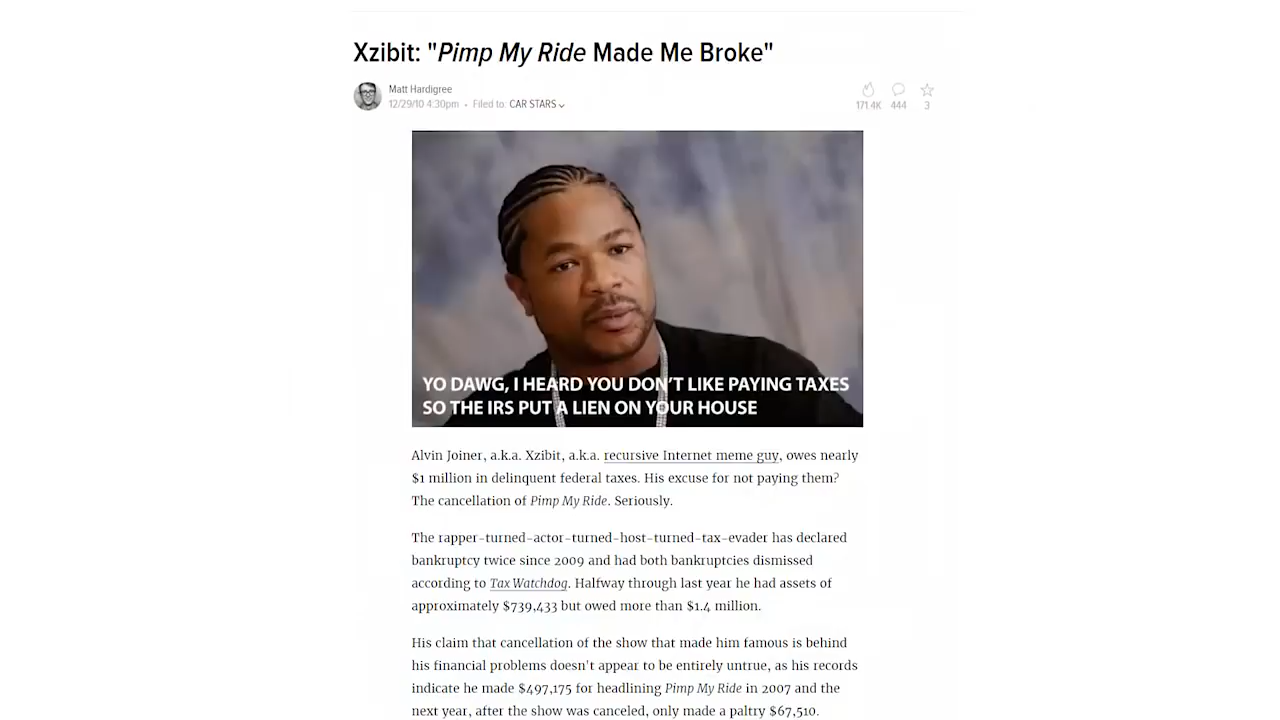 Xzibit: "Pimp My Ride Made Me Broke"
Matt Hardigree
12/29/10 4:30pm • Filed to: CAR STARS
171.4K 444 3
YO DAWG, I HEARD YOU DON'T LIKE PAYING TAXES
SO THE IRS PUT A LIEN ON YOUR HOUSE
Alvin Joiner, a.k.a. Xzibit, a.k.a. recursive Internet meme guy, owes nearly
$1 million in delinquent federal taxes. His excuse for not paying them?
The cancellation of Pimp My Ride. Seriously.
The rapper-turned-actor-turned-host-turned-tax-evader has declared
bankruptcy twice since 2009 and had both bankruptcies dismissed
according to Tax Watchdog. Halfway through last year he had assets of
approximately $739,433 but owed more than $1.4 million.
His claim that cancellation of the show that made him famous is behind
his financial problems doesn't appear to be entirely untrue, as his records
indicate he made $497,175 for headlining Pimp My Ride in 2007 and the
next year, after the show was canceled, only made a paltry $67,510.